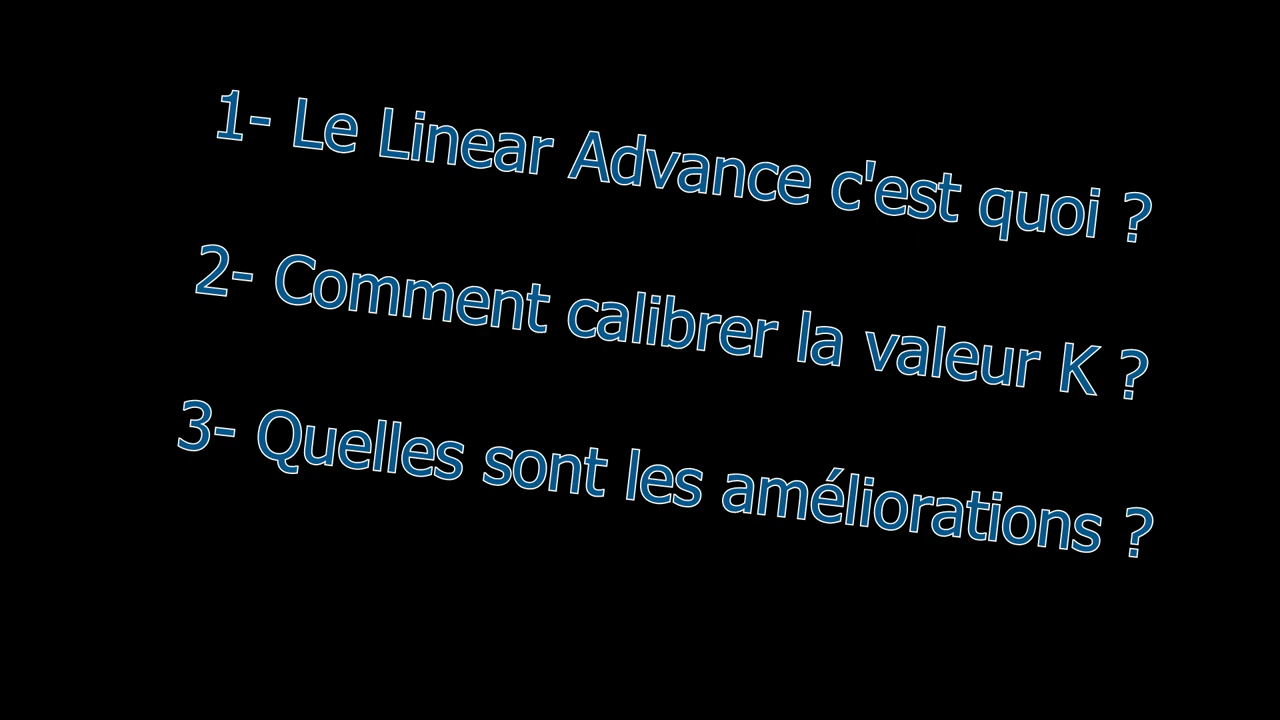 1- Le Linear Advance c'est quoi ?
2- Comment calibrer la valeur K ?
3- Quelles sont les améliorations ?